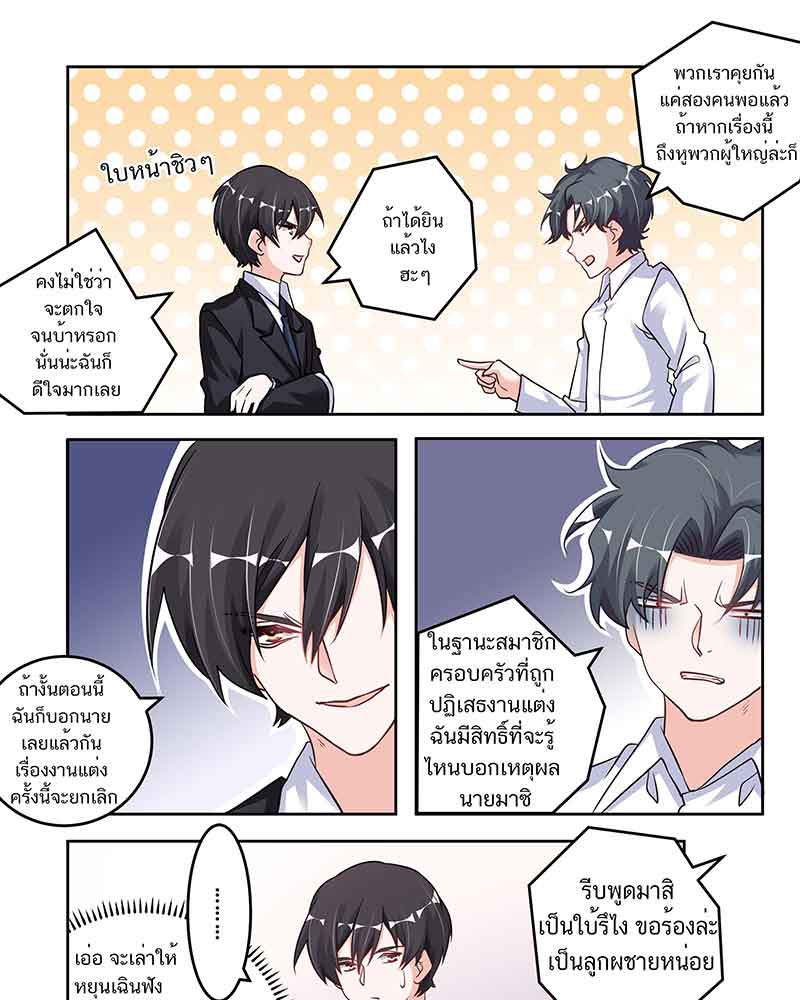 พวกเราคุยกัน
แค่สองคนพอแล้ว
ถ้าหากเรื่องนี้
ถึงหูพวกผู้ใหญ่ล่ะก็
ใบหน้าชิวๆ
ถ้าได้ยิน
แล้วไง
ฮะๆ
คงไม่ใช่ว่า
จะตกใจ
จนบ้าหรอก
นั่นน่ะฉันก็
ดีใจมากเลย
ถ้างั้นตอนนี้
ฉันก็บอกนาย
เลยแล้วกัน
เรื่องงานแต่ง
ครั้งนี้จะยกเลิก
ในฐานะสมาชิก
ครอบครัวที่ถูก
ปฏิเสธงานแต่ง
ฉันมีสิทธิ์ที่จะรู้
ไหนบอกเหตุผล
นายมาซิ
รีบพูดมาสิ
เป็นใบ้รึไง ขอร้องล่ะ
เป็นลูกผชายหน่อย
........
เอ่อ จะเล่าให้
หยุนเฉินฟัง